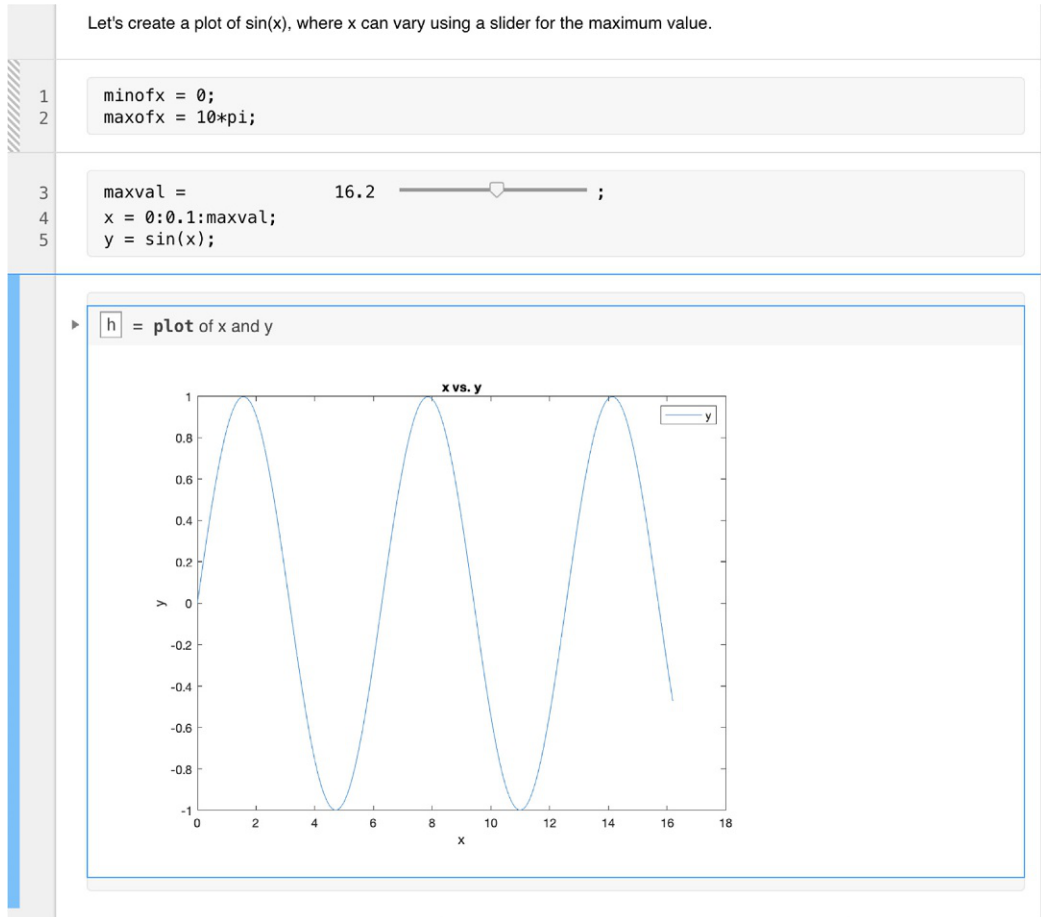 Let's create a plot of sin(x), where x can vary using a slider for the maximum value.
1 minofx = 0;
2 maxofx = 10*pi;
3 maxval = 16.2 ;
4 x = 0:0.1:maxval;
5 y = sin(x);
h = plot of x and y
x vs. y
y
1
0.8
0.6
0.4
0.2
0
-0.2
-0.4
-0.6
-0.8
-1
y
0 2 4 6 8 10 12 14 16 18
x